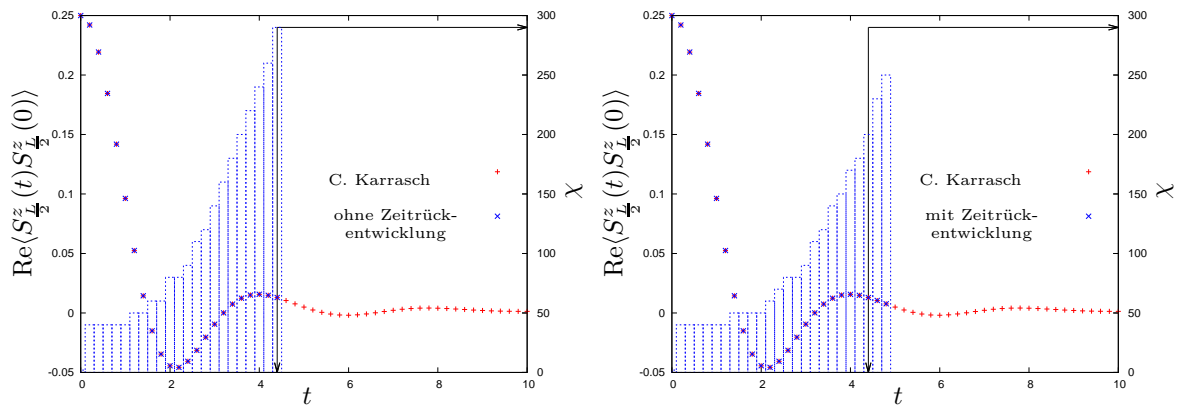 Re⟨S^z_{L/2}(t)S^z_{L/2}(0)⟩
0.25
0.2
0.15
0.1
0.05
0
-0.05
0 2 4 6 8 10
t
300
250
200
150
100
50
0
χ
C. Karrasch
ohne Zeitrück-
entwicklung
Re⟨S^z_{L/2}(t)S^z_{L/2}(0)⟩
0.25
0.2
0.15
0.1
0.05
0
-0.05
0 2 4 6 8 10
t
300
250
200
150
100
50
0
χ
C. Karrasch
mit Zeitrück-
entwicklung